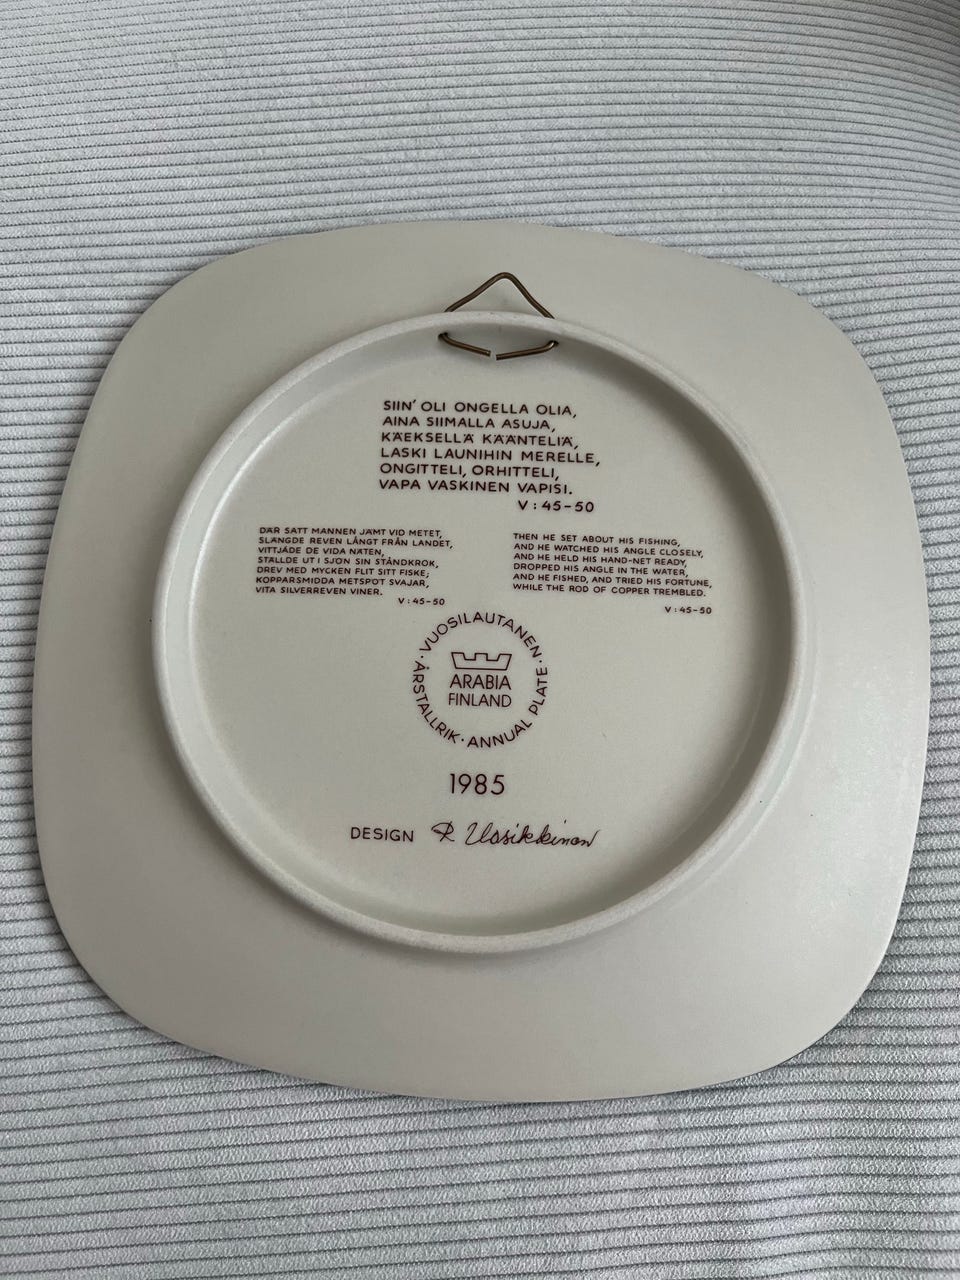 SIIN' OLI ONGELLA OLIA,
AINA SIIMALLA ASUJA,
KÄEKSELLÄ KÄÄNTELIÄ,
LASKI LAUNIHIN MERELLE,
ONGITTELI, ORHITTELI,
VAPA VASKINEN VAPISI.
V : 45-50
DÄR SATT MANNEN JÄMT VID METET,
SLÄNGDE REVEN LÅNGT FRÅN LANDET,
VITTJADE DE VIDA NÄTEN,
STÄLLDE UT I SJÖN SIN STÅNDKROK,
DREV MED MYCKEN FLIT SITT FISKE;
KOPPARSMIDDA METSPÖT SVAJAR,
VITA SILVERREVEN VINER.
V : 45-50
THEN HE SET ABOUT HIS FISHING,
AND HE WATCHED HIS ANGLE CLOSELY,
AND HE HELD HIS HAND-NET READY,
DROPPED HIS ANGLE IN THE WATER,
AND HE FISHED, AND TRIED HIS FORTUNE,
WHILE THE ROD OF COPPER TREMBLED.
V : 45-50
· VUOSILAUTANEN · ANNUAL PLATE · ÅRSTALLRIK
ARABIA
FINLAND
1985
DESIGN R Uosikkinen